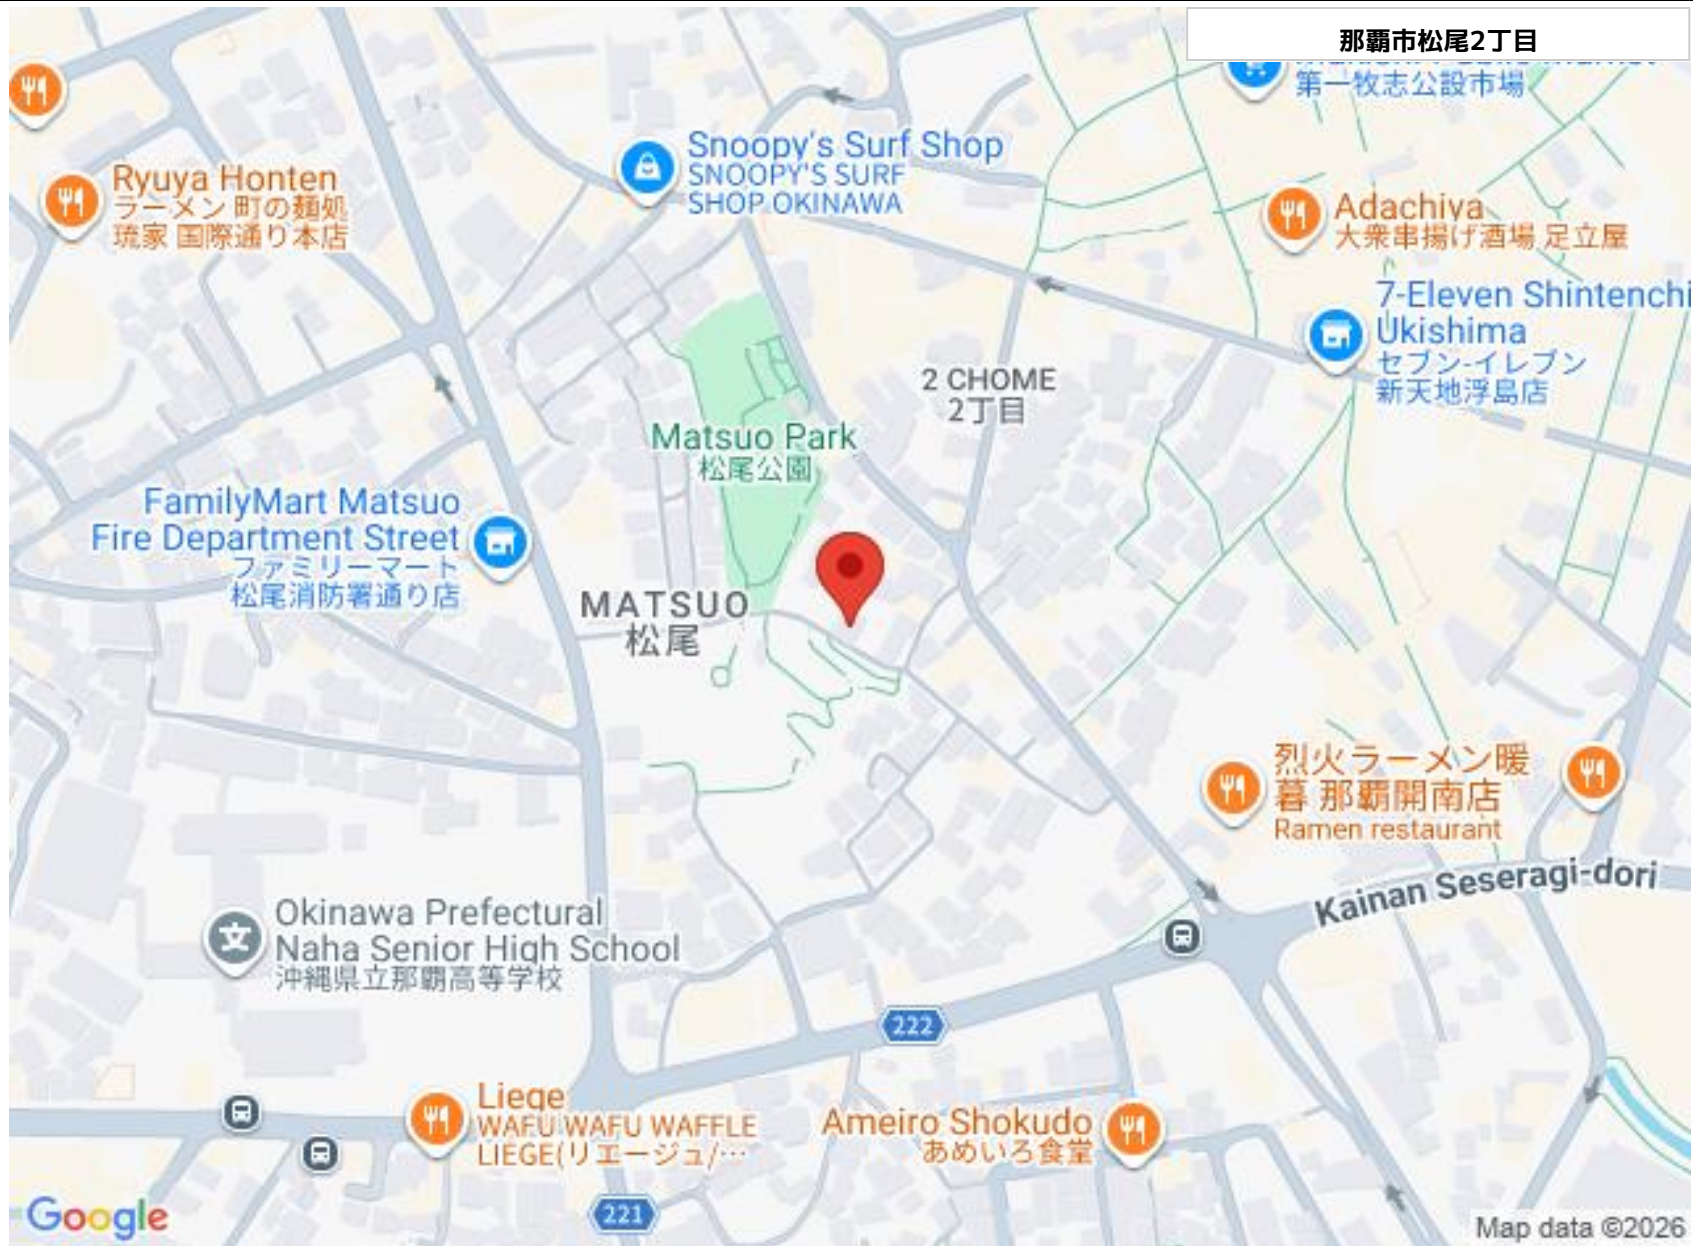 那覇市松尾2丁目
第一牧志公設市場
Snoopy's Surf Shop
SNOOPY'S SURF
SHOP OKINAWA
Ryuya Honten
ラーメン 町の麺処
琉家 国際通り本店
Adachiya
大衆串揚げ酒場 足立屋
7-Eleven Shintenchi
Ukishima
セブン-イレブン
新天地浮島店
2 CHOME
2丁目
Matsuo Park
松尾公園
FamilyMart Matsuo
Fire Department Street
ファミリーマート
松尾消防署通り店
MATSUO
松尾
烈火ラーメン暖
暮 那覇開南店
Ramen restaurant
Kainan Seseragi-dori
Okinawa Prefectural
Naha Senior High School
沖縄県立那覇高等学校
222
Liege
WAFU WAFU WAFFLE
LIEGE(リエージュ/…
Ameiro Shokudo
あめいろ食堂
221
Google
Map data ©2026